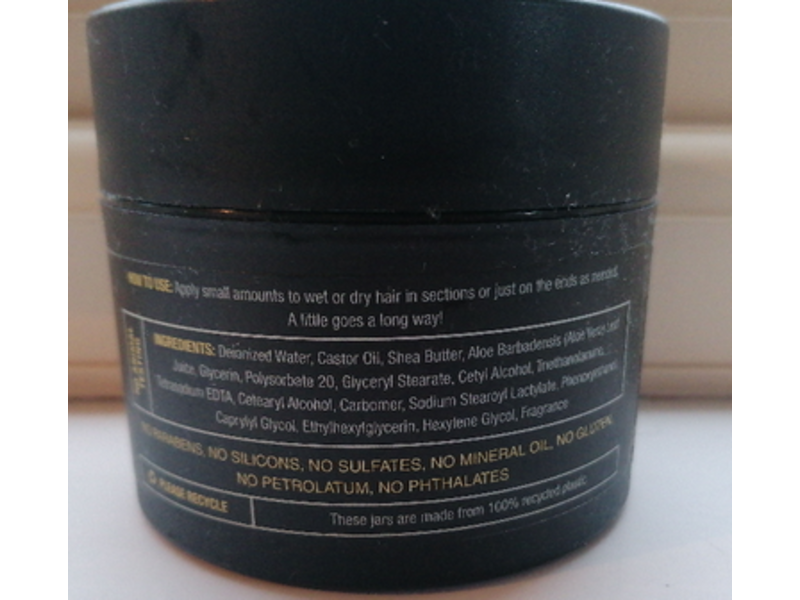 HOW TO USE: Apply small amounts to wet or dry hair in sections or just on the ends as needed.
A little goes a long way!
NO ANIMAL
TESTING
INGREDIENTS: Deionized Water, Castor Oil, Shea Butter, Aloe Barbadensis (Aloe Vera) Leaf
Juice, Glycerin, Polysorbate 20, Glyceryl Stearate, Cetyl Alcohol, Triethanolamine,
Tetrasodium EDTA, Cetearyl Alcohol, Carbomer, Sodium Stearoyl Lactylate, Phenoxyethanol,
Caprylyl Glycol, Ethylhexylglycerin, Hexylene Glycol, Fragrance
NO PARABENS, NO SILICONS, NO SULFATES, NO MINERAL OIL, NO GLUTEN,
NO PETROLATUM, NO PHTHALATES
PLEASE RECYCLE
These jars are made from 100% recycled plastic